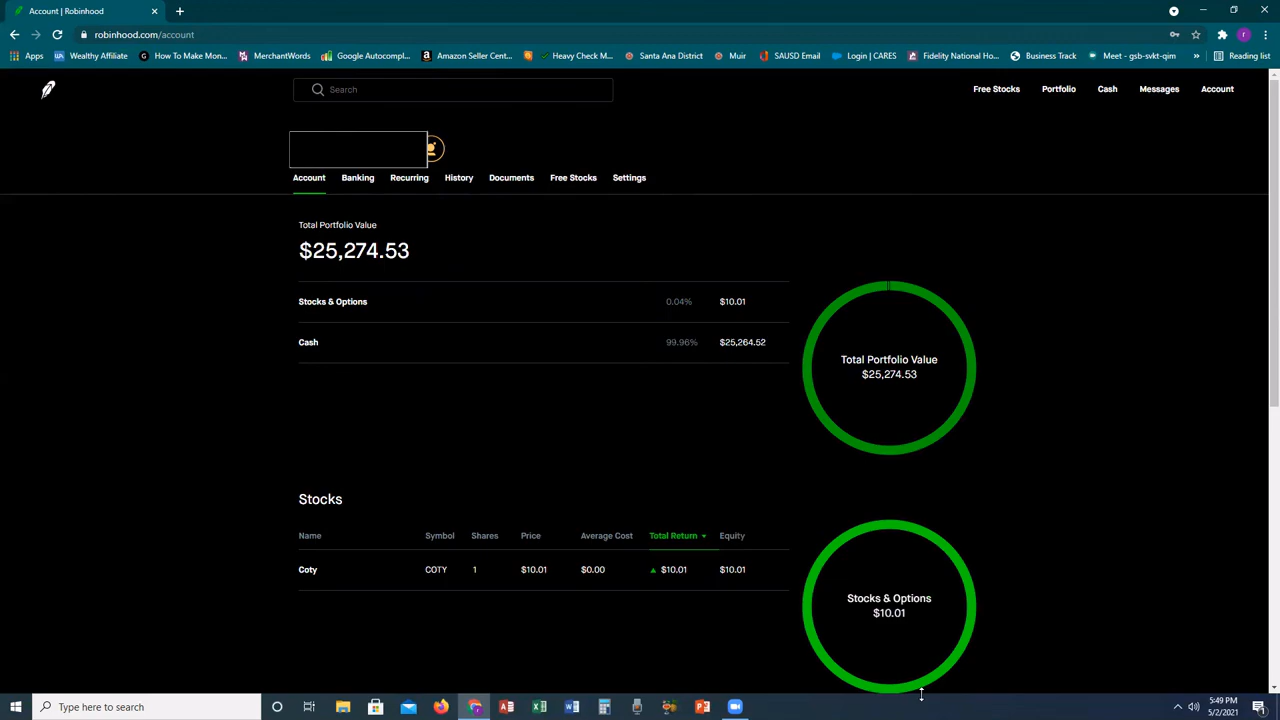 Account | Robinhood
robinhood.com/account
Apps Wealthy Affiliate How To Make Mon... MerchantWords Google Autocompl... Amazon Seller Cent... Heavy Check M... Santa Ana District Muir SAUSD Email Login | CARES Fidelity National Ho... Business Track Meet - gsb-svkt-qim » Reading list
Search
Free Stocks Portfolio Cash Messages Account
Account Banking Recurring History Documents Free Stocks Settings
Total Portfolio Value
$25,274.53
Stocks & Options 0.04% $10.01
Cash 99.96% $25,264.52
Total Portfolio Value
$25,274.53
Stocks
Name Symbol Shares Price Average Cost Total Return Equity
Coty COTY 1 $10.01 $0.00 $10.01 $10.01
Stocks & Options
$10.01
Type here to search
5:49 PM
5/2/2021